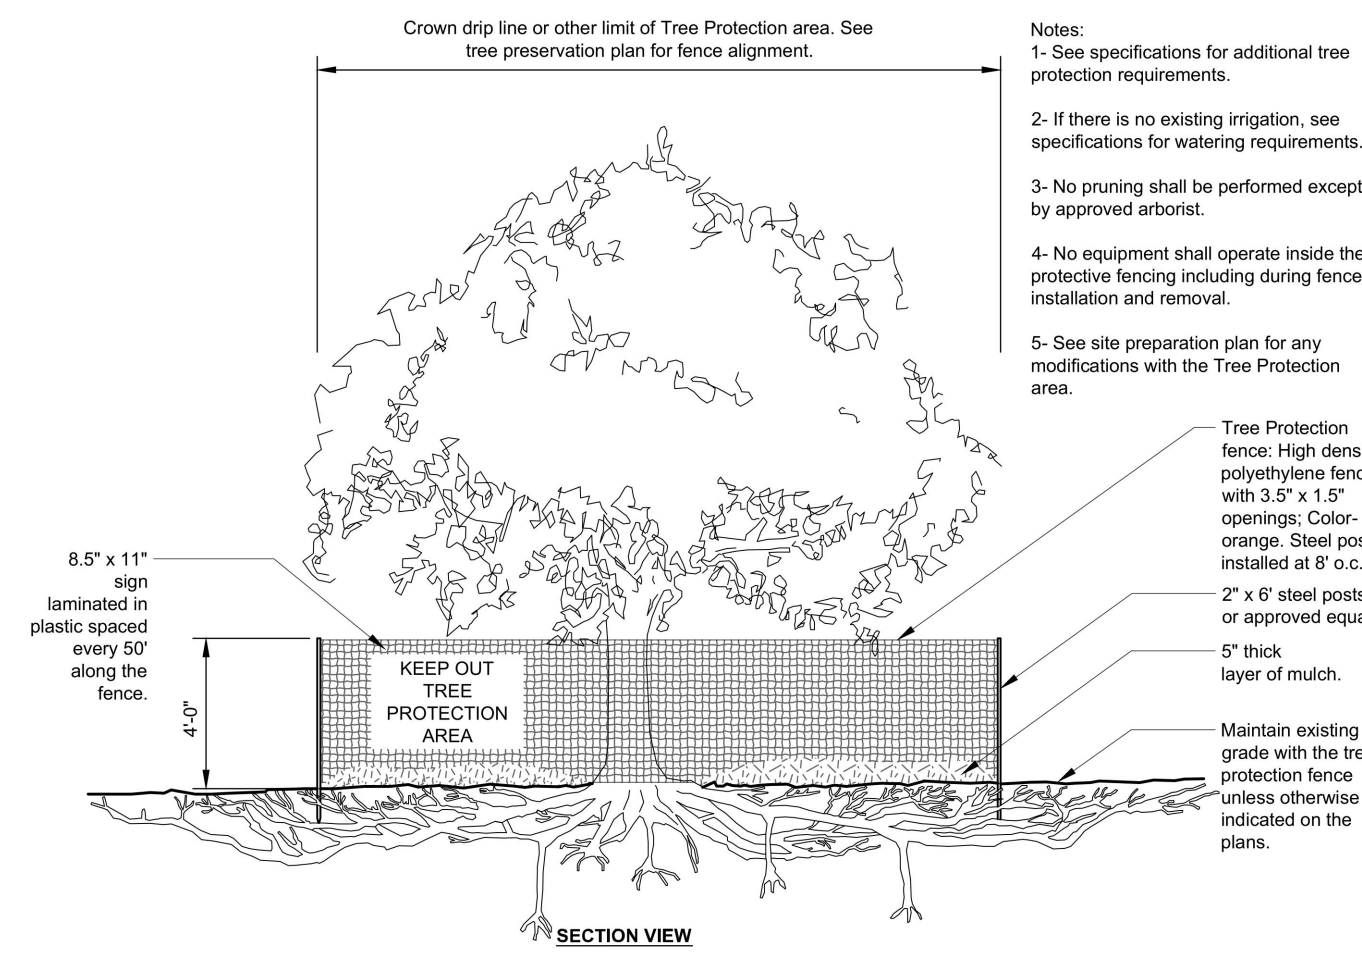 Crown drip line or other limit of Tree Protection area. See
tree preservation plan for fence alignment.
Notes:
1- See specifications for additional tree
protection requirements.
2- If there is no existing irrigation, see
specifications for watering requirements.
3- No pruning shall be performed except
by approved arborist.
4- No equipment shall operate inside the
protective fencing including during fence
installation and removal.
5- See site preparation plan for any
modifications with the Tree Protection
area.
Tree Protection
fence: High dens
polyethylene fenc
with 3.5" x 1.5"
openings; Color-
orange. Steel pos
installed at 8' o.c.
2" x 6' steel posts
or approved equa
5" thick
layer of mulch.
Maintain existing
grade with the tre
protection fence
unless otherwise
indicated on the
plans.
8.5" x 11"
sign
laminated in
plastic spaced
every 50'
along the
fence.
4'-0"
KEEP OUT
TREE
PROTECTION
AREA
SECTION VIEW